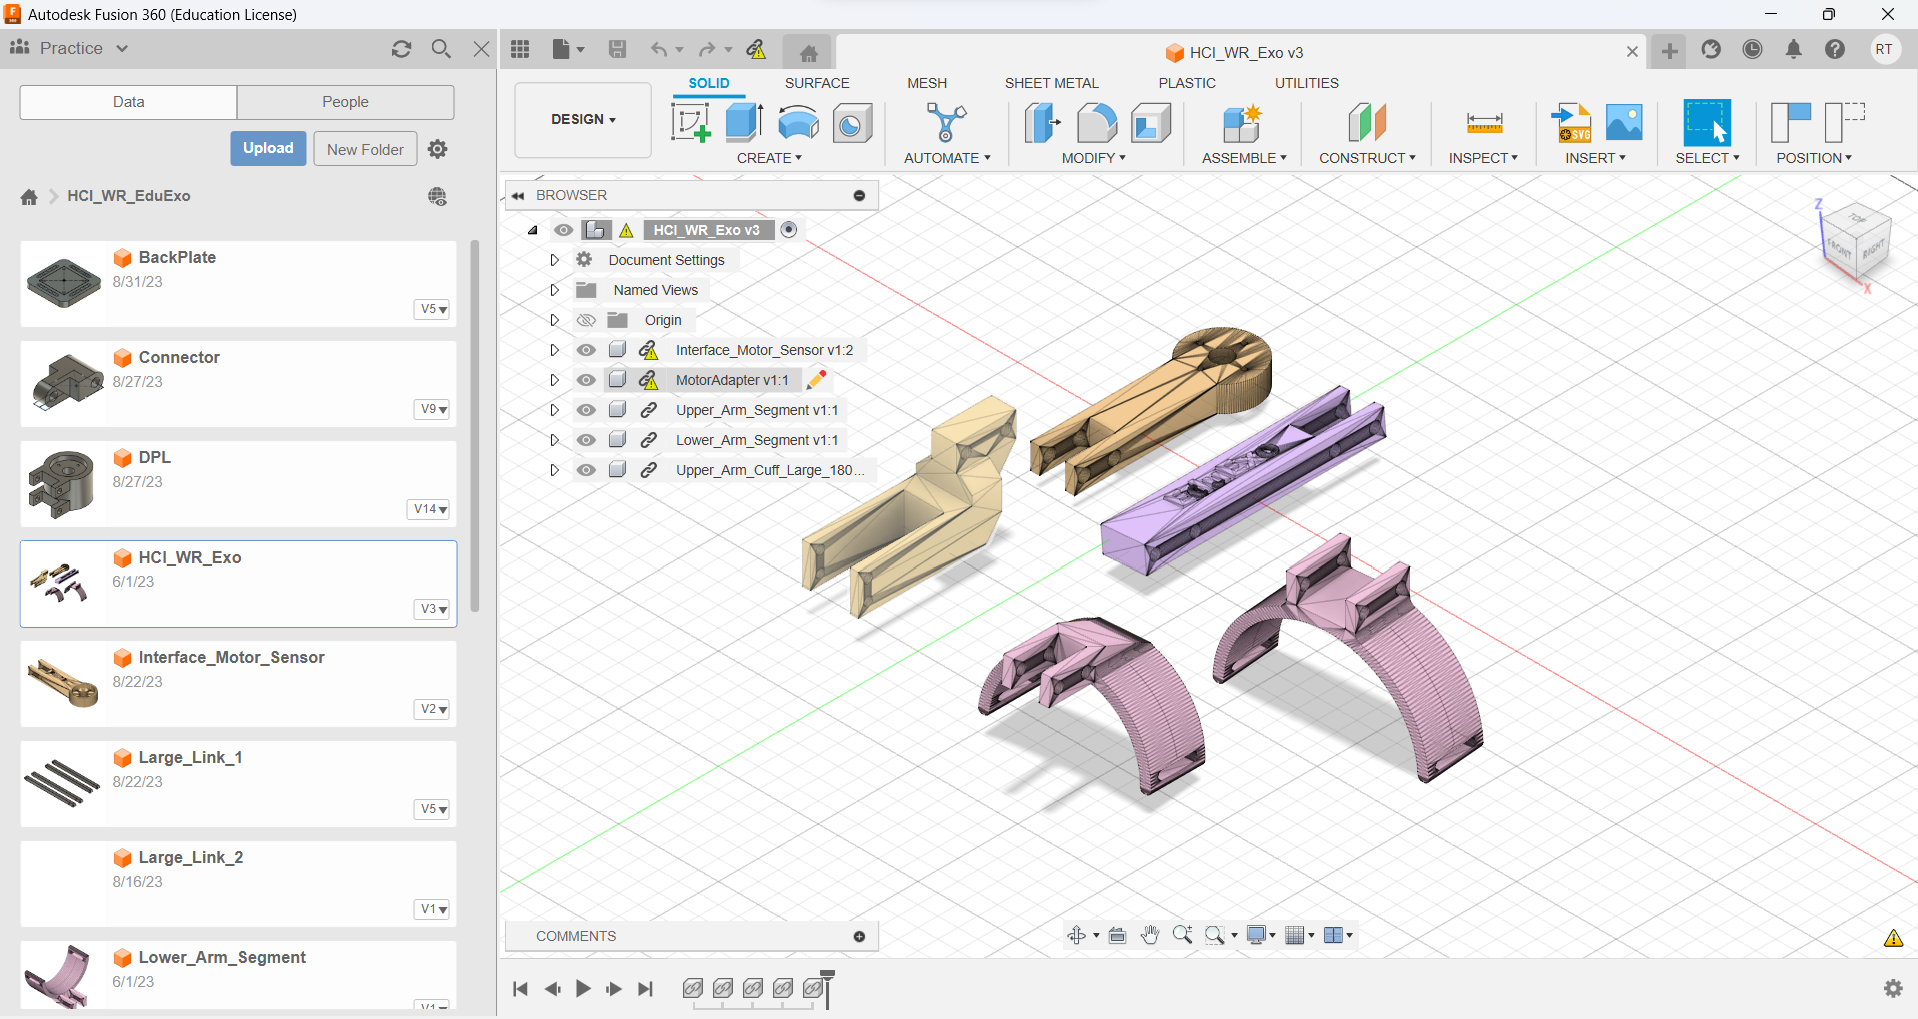 Autodesk Fusion 360 (Education License)
Practice
HCI_WR_Exo v3
RT
Data
People
Upload
New Folder
HCI_WR_EduExo
BackPlate
8/31/23
V5
Connector
8/27/23
V9
DPL
8/27/23
V14
HCI_WR_Exo
6/1/23
V3
Interface_Motor_Sensor
8/22/23
V2
Large_Link_1
8/22/23
V5
Large_Link_2
8/16/23
V1
Lower_Arm_Segment
6/1/23
V1
DESIGN
SOLID
SURFACE
MESH
SHEET METAL
PLASTIC
UTILITIES
CREATE
AUTOMATE
MODIFY
ASSEMBLE
CONSTRUCT
INSPECT
SVG
INSERT
SELECT
POSITION
BROWSER
HCI_WR_Exo v3
Document Settings
Named Views
Origin
Interface_Motor_Sensor v1:2
MotorAdapter v1:1
Upper_Arm_Segment v1:1
Lower_Arm_Segment v1:1
Upper_Arm_Cuff_Large_180...
Z
TOP
FRONT
RIGHT
X
COMMENTS